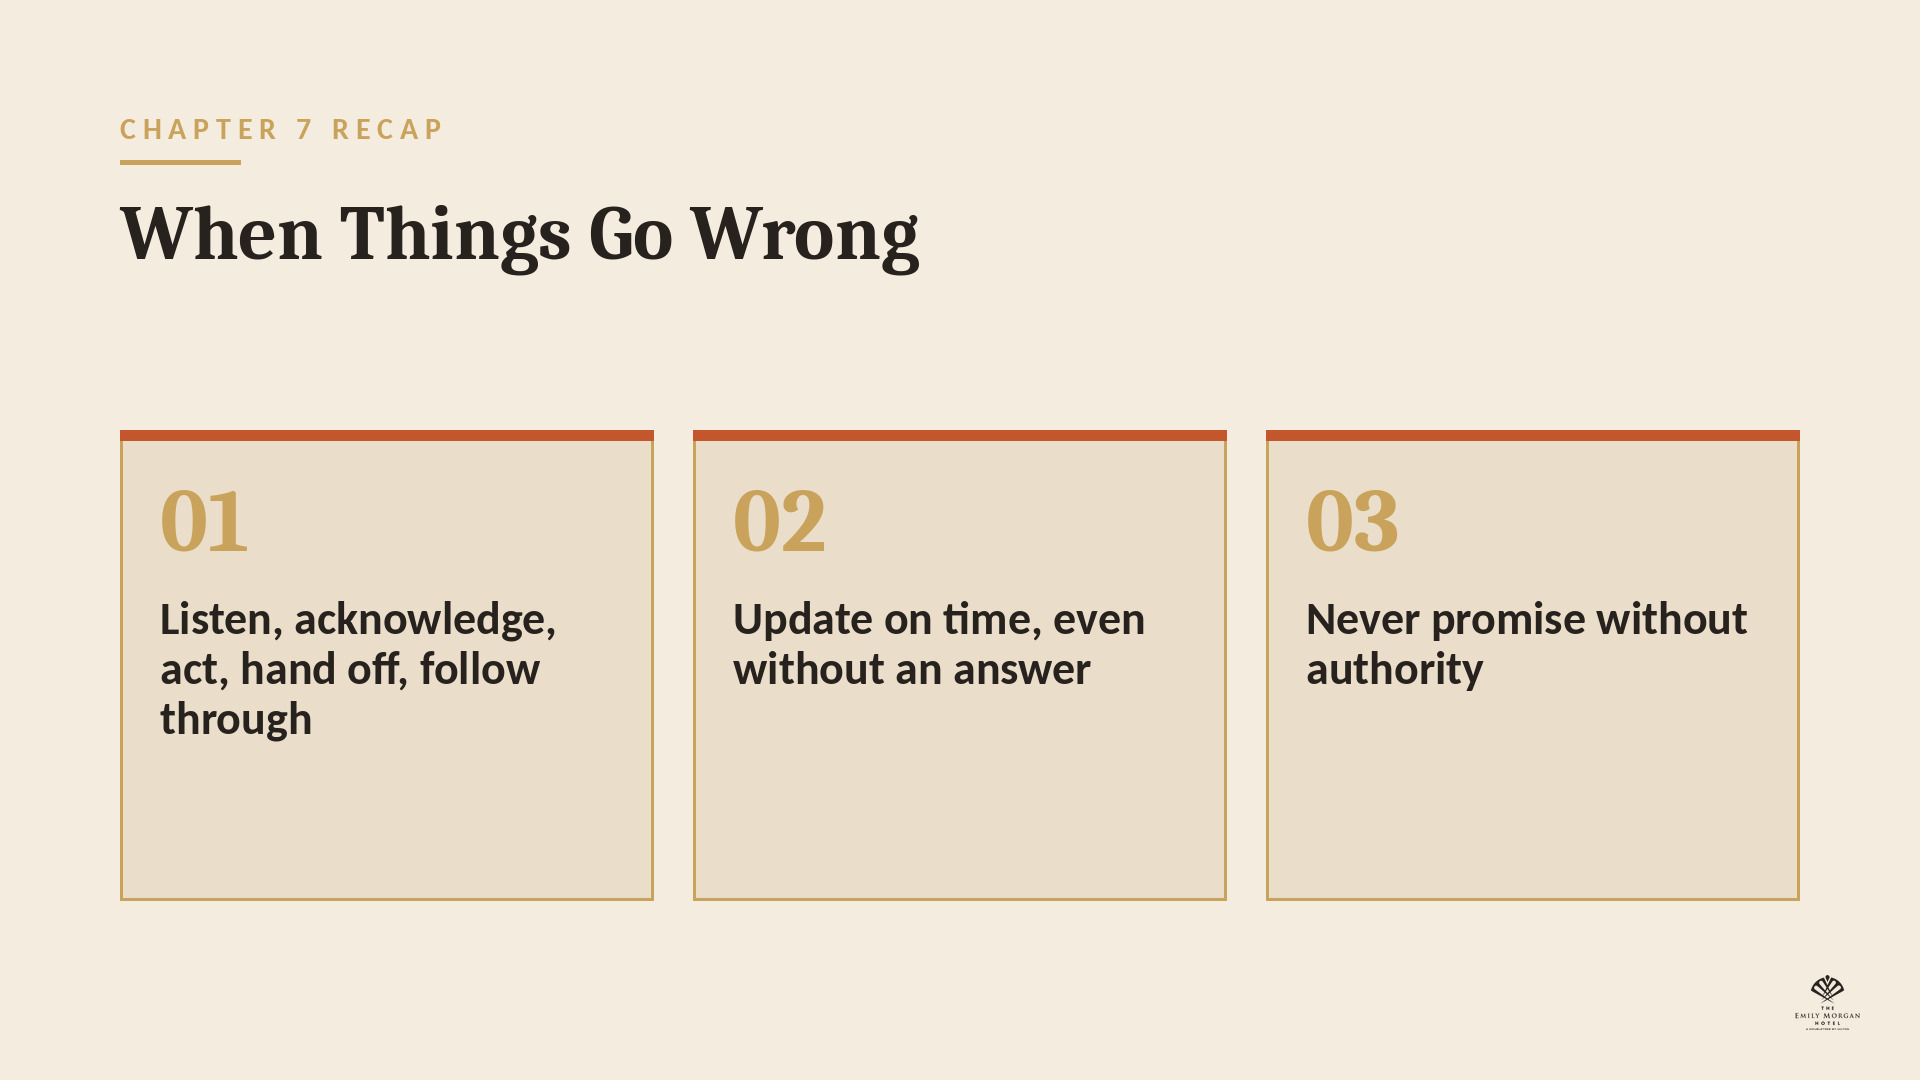 CHAPTER 7 RECAP
When Things Go Wrong
01
Listen, acknowledge,
act, hand off, follow
through
02
Update on time, even
without an answer
03
Never promise without
authority
THE
EMILY MORGAN
HOTEL